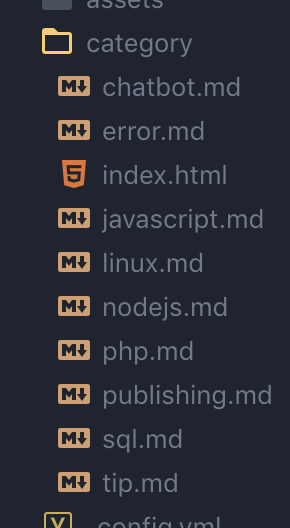 assets
category
chatbot.md
error.md
index.html
javascript.md
linux.md
nodejs.md
php.md
publishing.md
sql.md
tip.md
_config.yml